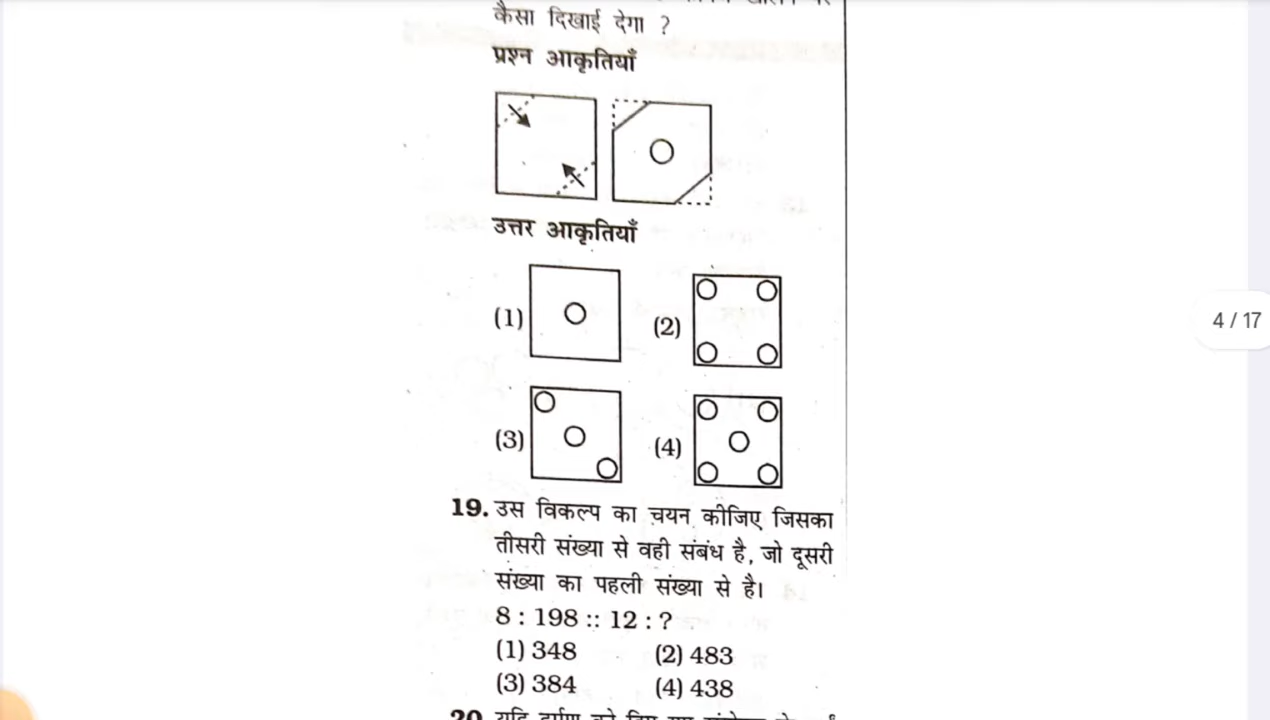 कैसा दिखाई देगा ?
प्रश्न आकृतियाँ
उत्तर आकृतियाँ
(1) (2)
(3) (4)
4 / 17
19. उस विकल्प का चयन कीजिए जिसका
तीसरी संख्या से वही संबंध है, जो दूसरी
संख्या का पहली संख्या से है।
8 : 198 :: 12 : ?
(1) 348 (2) 483
(3) 384 (4) 438